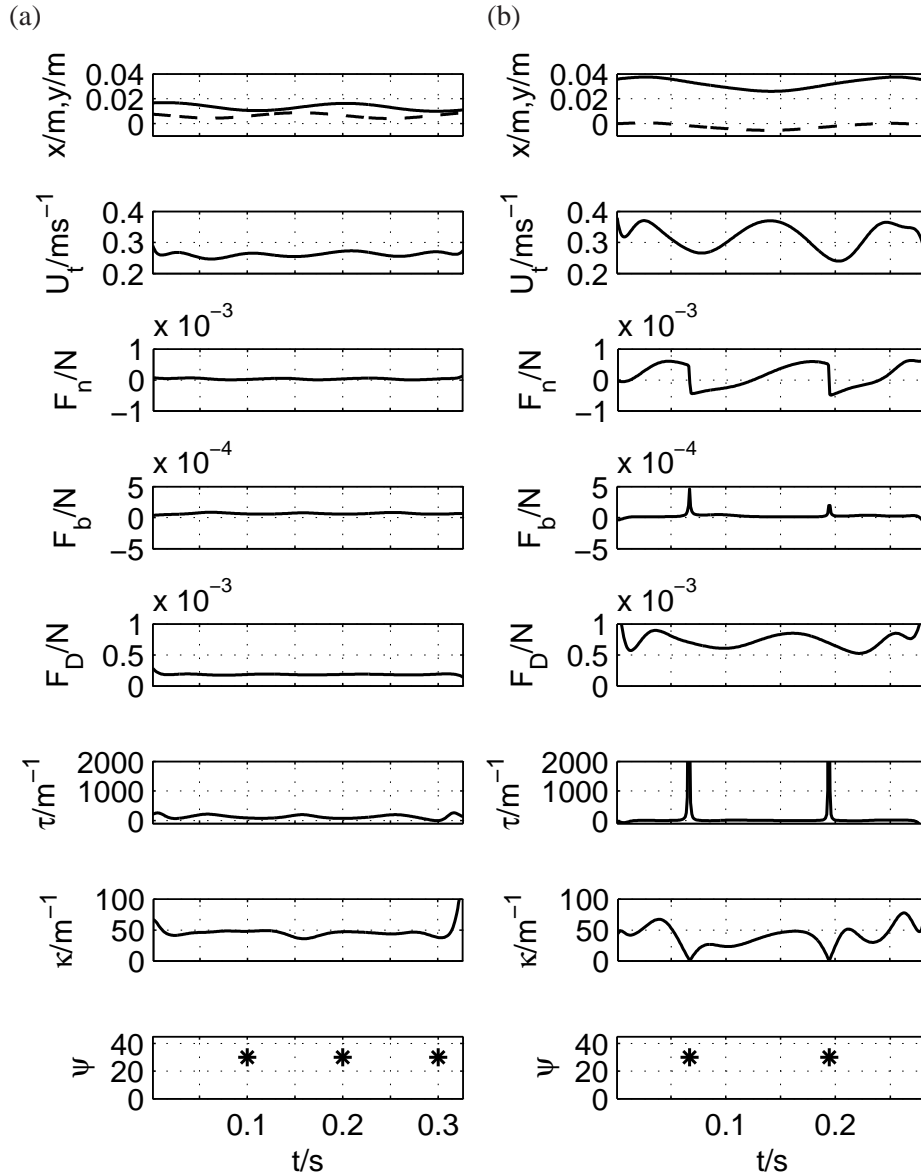 (a)
x/m,y/m
0.04
0.02
0
U_t/ms^{−1}
0.4
0.3
0.2
x 10^{−3}
F_n/N
1
0
−1
x 10^{−4}
F_b/N
5
0
−5
x 10^{−3}
F_D/N
1
0.5
0
τ/m^{−1}
2000
1000
0
κ/m^{−1}
100
50
0
ψ
40
20
0
0.1 0.2 0.3
t/s
(b)
x/m,y/m
0.04
0.02
0
U_t/ms^{−1}
0.4
0.3
0.2
x 10^{−3}
F_n/N
1
0
−1
x 10^{−4}
F_b/N
5
0
−5
x 10^{−3}
F_D/N
1
0.5
0
τ/m^{−1}
2000
1000
0
κ/m^{−1}
100
50
0
ψ
40
20
0
0.1 0.2
t/s